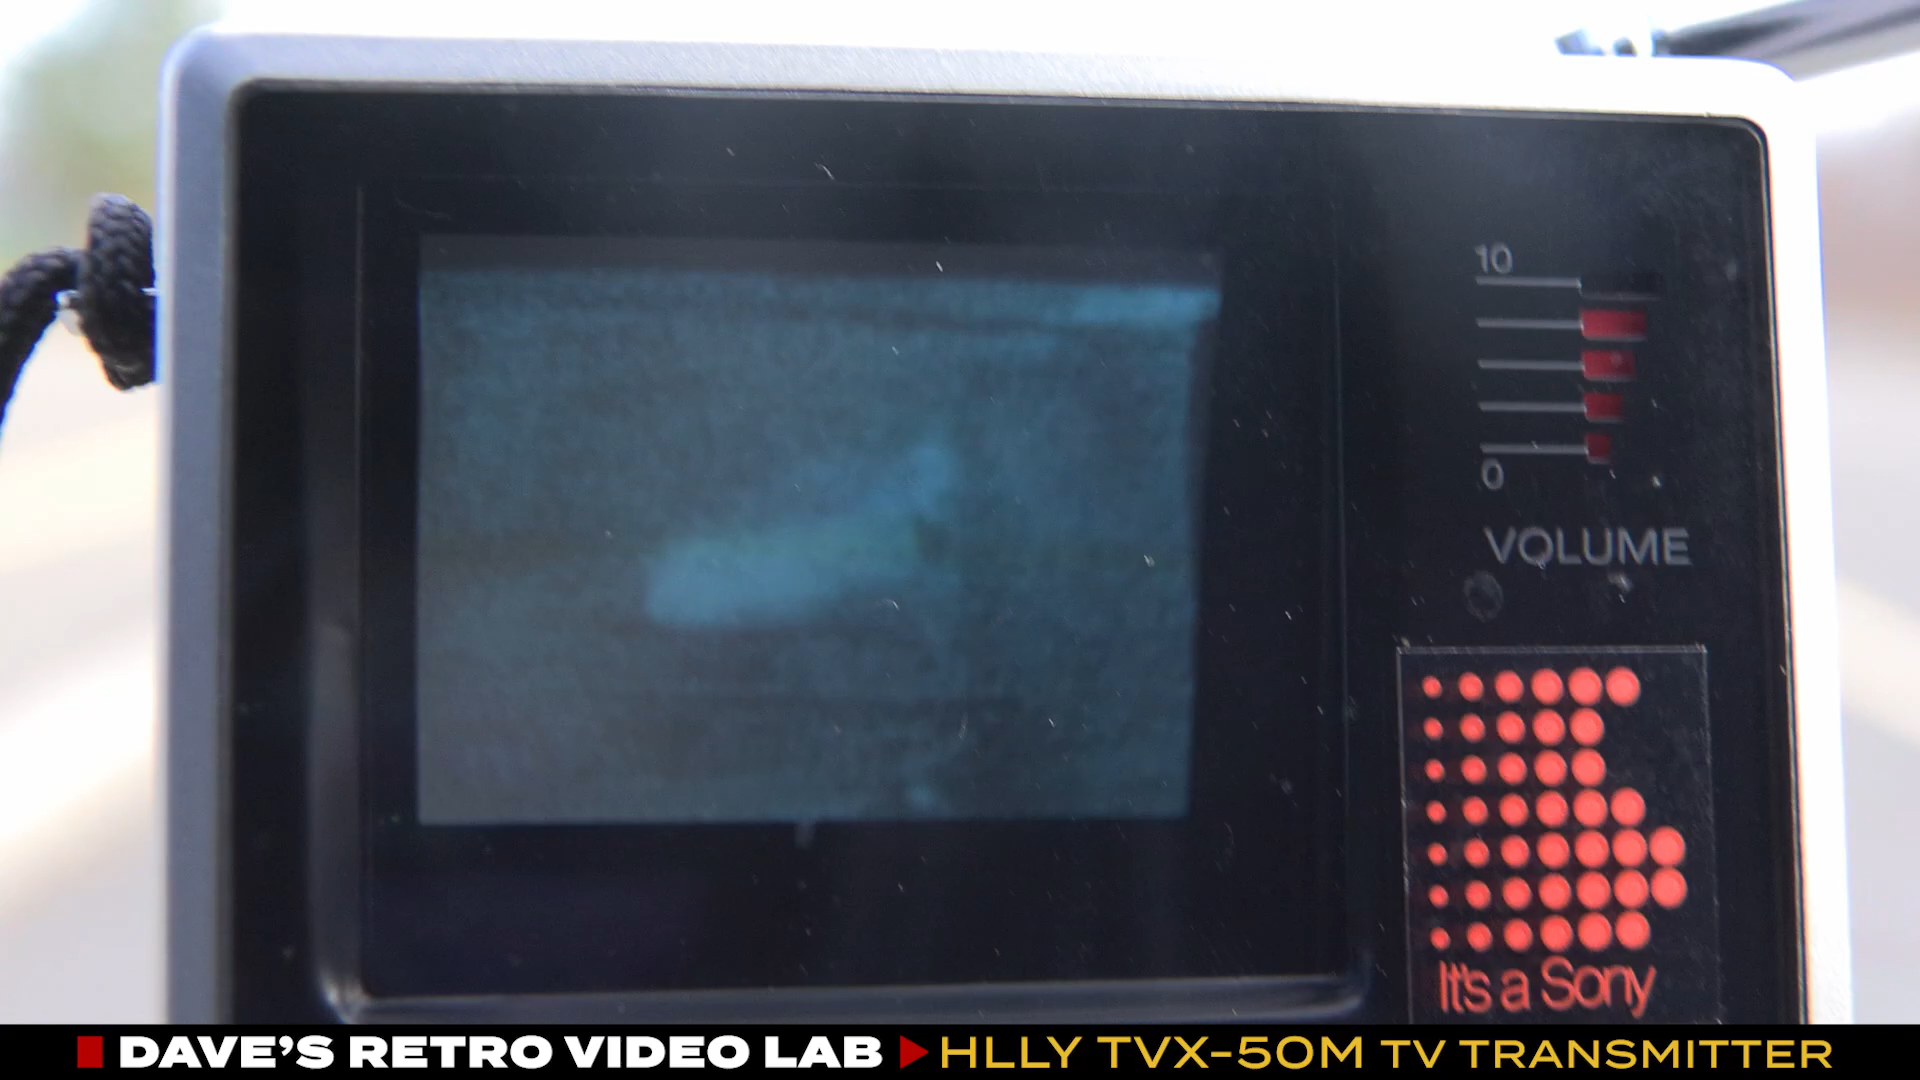 10
0
VOLUME
It's a Sony
DAVE'S RETRO VIDEO LAB HLLY TVX-50M TV TRANSMITTER